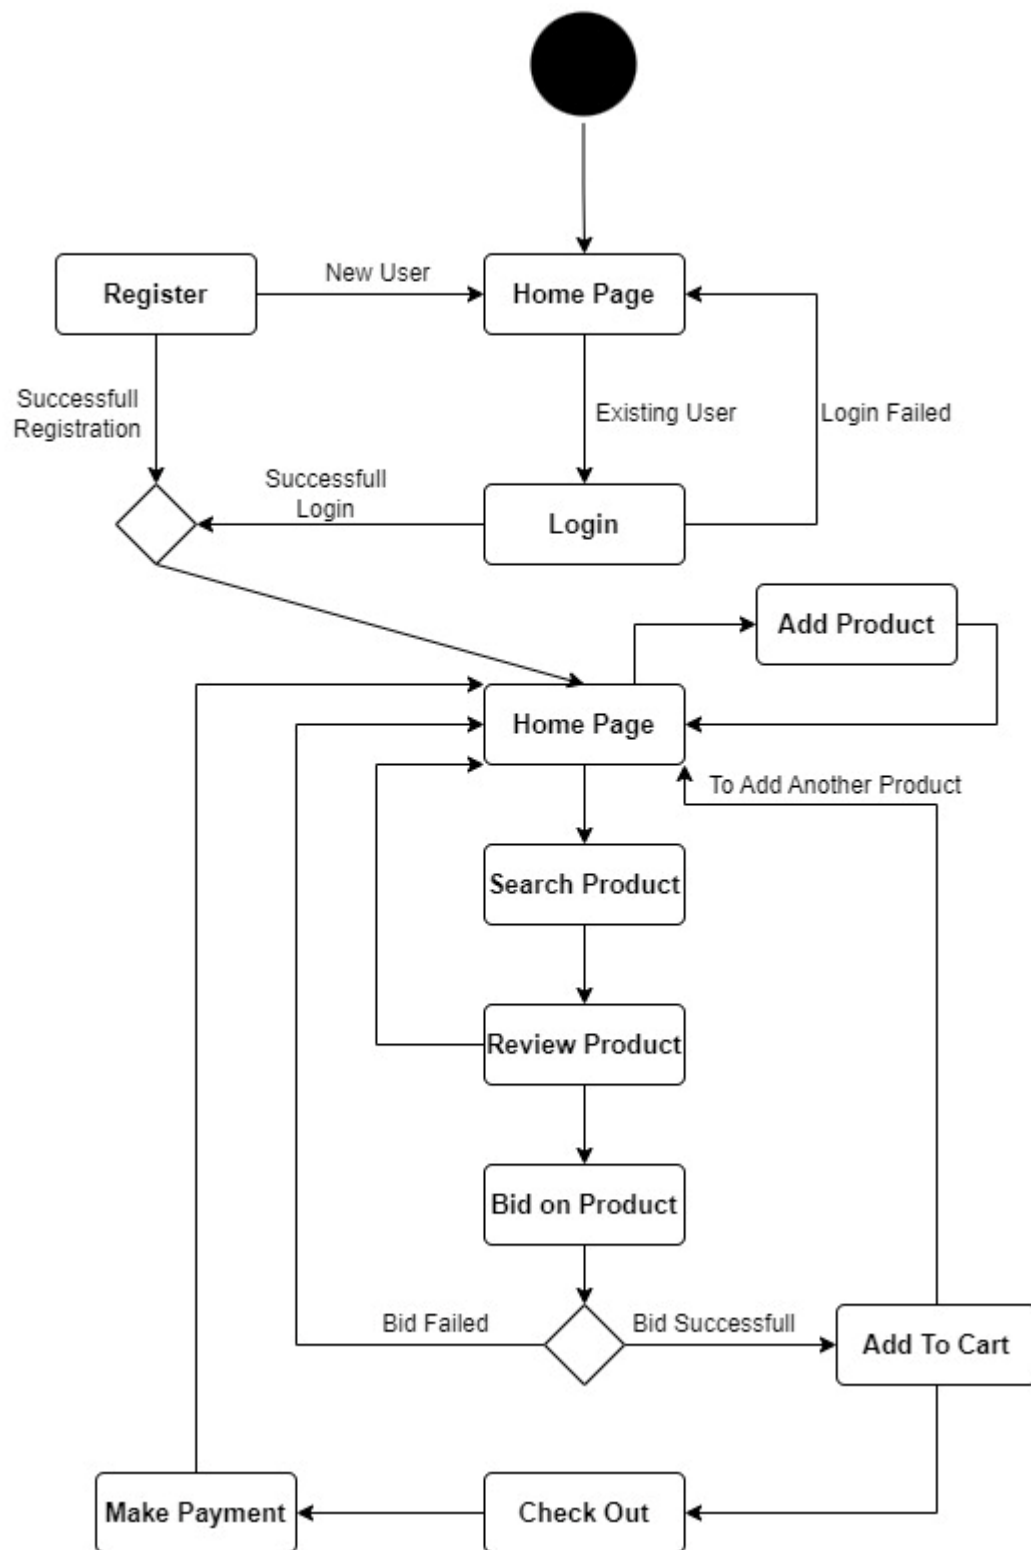 New User
Register
Home Page
Successfull
Registration
Existing User
Login Failed
Successfull
Login
Login
Add Product
Home Page
To Add Another Product
Search Product
Review Product
Bid on Product
Bid Failed
Bid Successfull
Add To Cart
Make Payment
Check Out